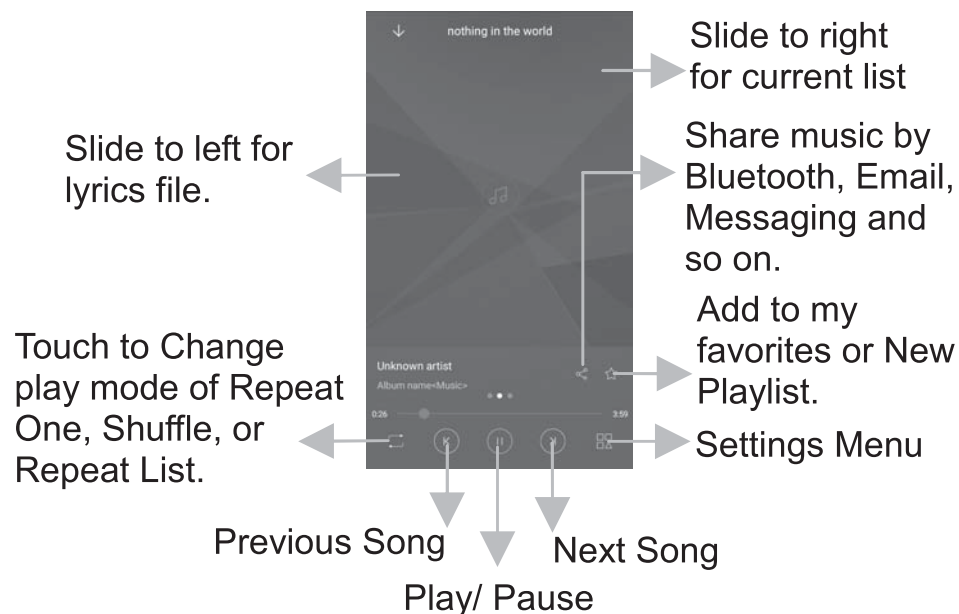 nothing in the world
Slide to right
for current list
Slide to left for
lyrics file.
Share music by
Bluetooth, Email,
Messaging and
so on.
Add to my
favorites or New
Playlist.
Unknown artist
Album name<Music>
0:26
3:59
Touch to Change
play mode of Repeat
One, Shuffle, or
Repeat List.
Settings Menu
Previous Song
Next Song
Play/ Pause